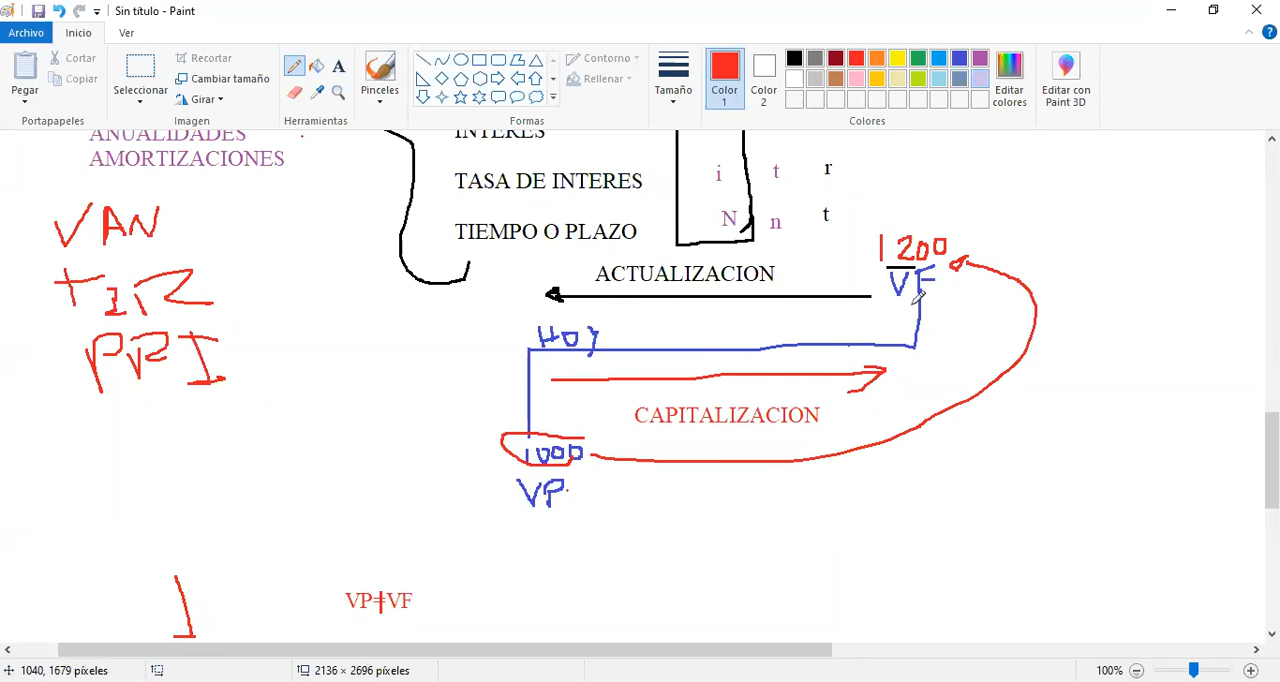 Sin título - Paint
Archivo Inicio Ver
Pegar
Cortar
Copiar
Portapapeles
Seleccionar
Recortar
Cambiar tamaño
Girar
Imagen
A
Herramientas
Pinceles
Contorno
Rellenar
Formas
Tamaño
Color 1
Color 2
Editar colores
Editar con Paint 3D
Colores
ANUALIDADES
AMORTIZACIONES
INTERES
TASA DE INTERES i t r
TIEMPO O PLAZO N n t
VAN
TIR
PRI
1200
VF
ACTUALIZACION
HOY
CAPITALIZACION
1000
VP
1
VP=VF
1040, 1679 píxeles
2136 × 2696 píxeles
100%